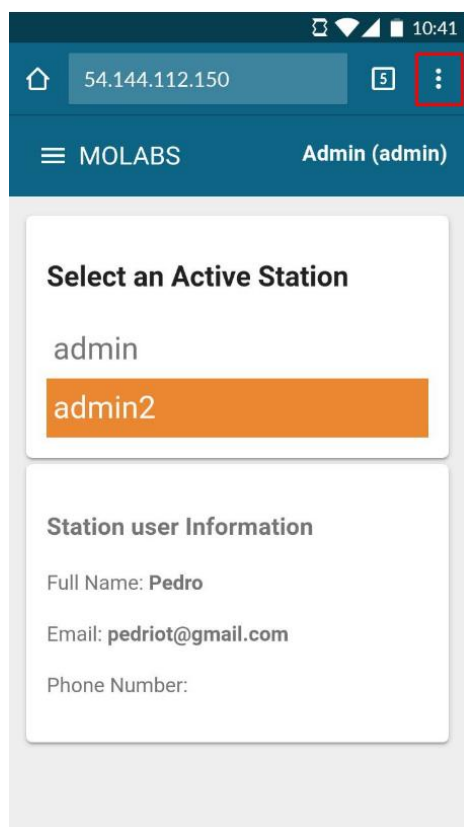 10:41
54.144.112.150
5
MOLABS Admin (admin)
Select an Active Station
admin
admin2
Station user Information
Full Name: Pedro
Email: pedriot@gmail.com
Phone Number: